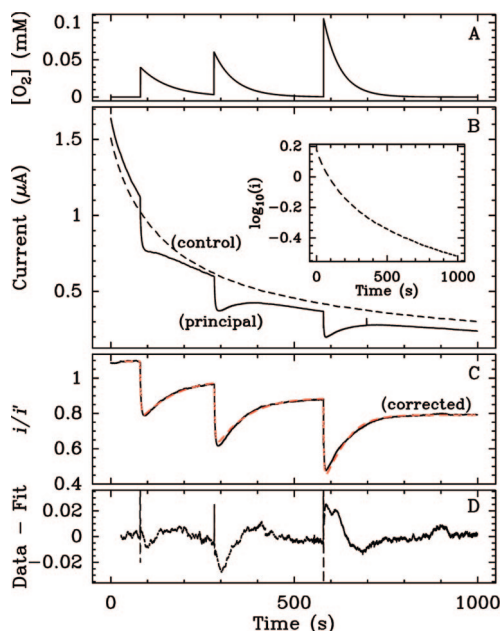 [O₂] (mM)
0.1
0.05
0
A
Current (μA)
1.5
1
0.5
B
(control)
(principal)
log₁₀(i)
0.2
0
−0.2
−0.4
0 500 1000
Time (s)
i/i'
1
0.8
0.6
0.4
C
(corrected)
Data − Fit
0.02
0
−0.02
D
0 500 1000
Time (s)